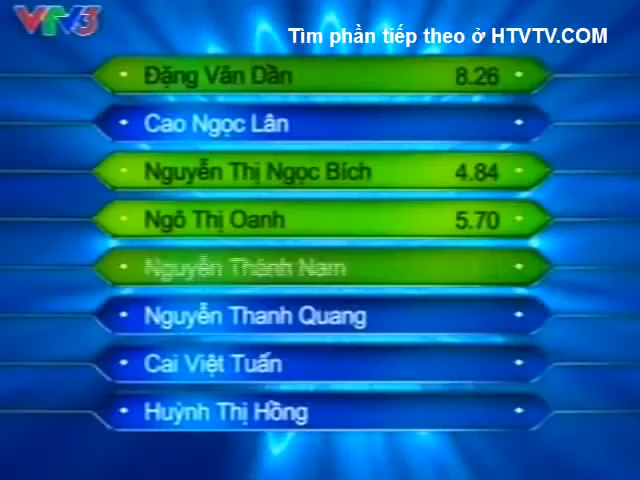 VTV3
Tìm phần tiếp theo ở HTVTV.COM
Đặng Văn Dần 8.26
Cao Ngọc Lân
Nguyễn Thị Ngọc Bích 4.84
Ngô Thị Oanh 5.70
Nguyễn Thành Nam
Nguyễn Thanh Quang
Cai Việt Tuấn
Huỳnh Thị Hồng